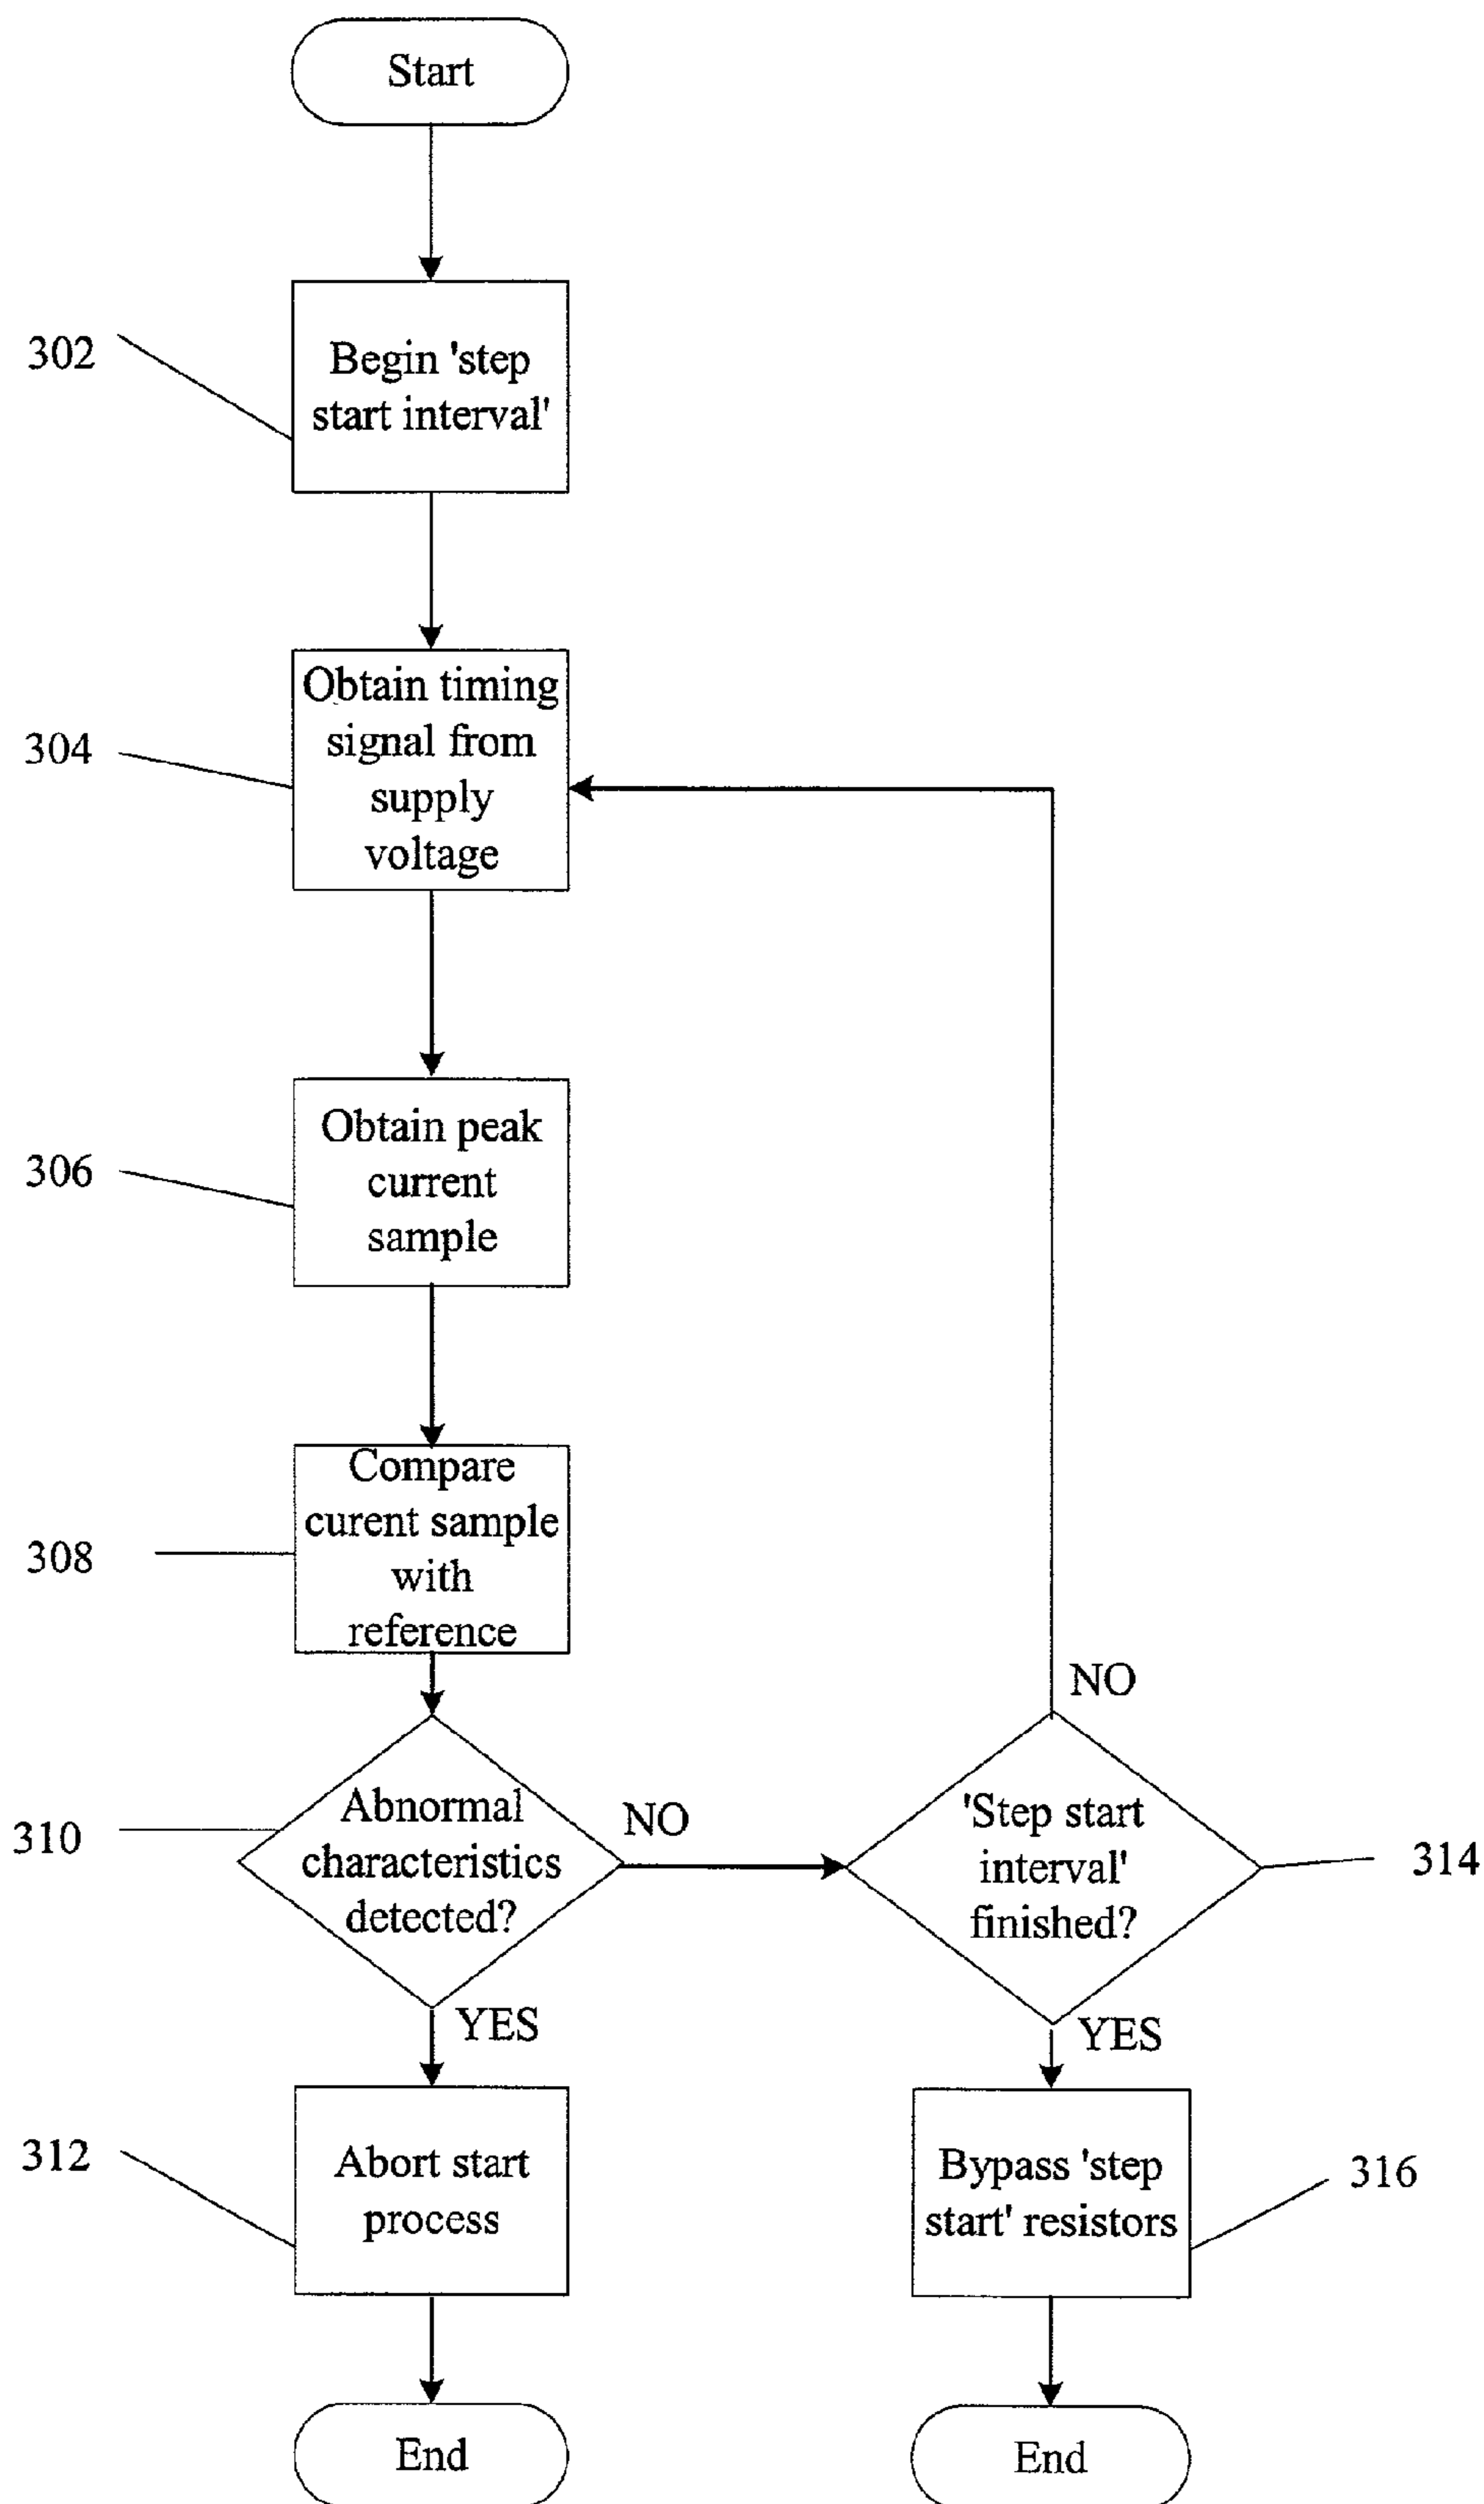 Start
302
Begin 'step
start interval'
304
Obtain timing
signal from
supply
voltage
306
Obtain peak
current
sample
308
Compare
curent sample
with
reference
310
Abnormal
characteristics
detected?
NO
YES
NO
'Step start
interval'
finished?
314
YES
312
Abort start
process
Bypass 'step
start' resistors
316
End
End